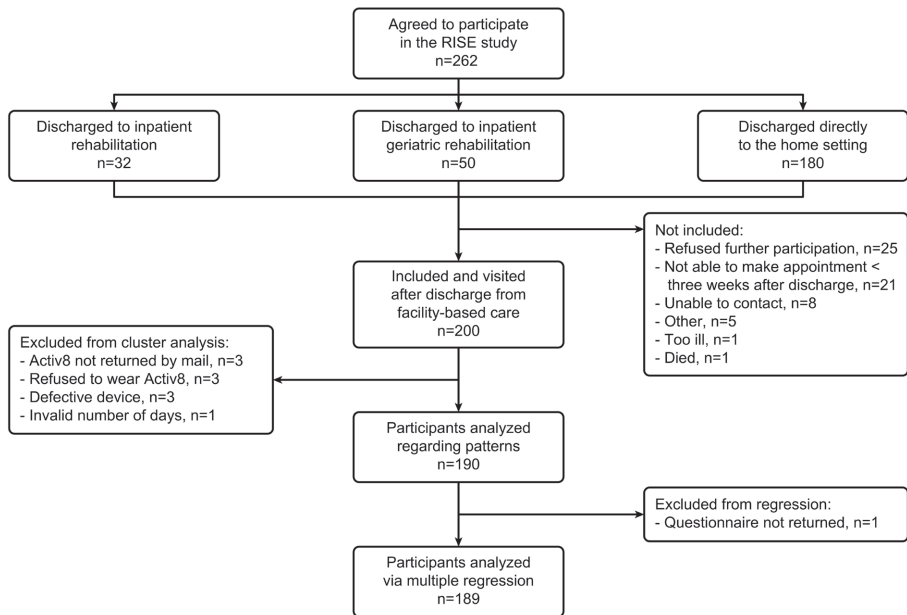 Agreed to participate
in the RISE study
n=262
Discharged to inpatient
rehabilitation
n=32
Discharged to inpatient
geriatric rehabilitation
n=50
Discharged directly
to the home setting
n=180
Not included:
- Refused further participation, n=25
- Not able to make appointment <
three weeks after discharge, n=21
- Unable to contact, n=8
- Other, n=5
- Too ill, n=1
- Died, n=1
Included and visited
after discharge from
facility-based care
n=200
Excluded from cluster analysis:
- Activ8 not returned by mail, n=3
- Refused to wear Activ8, n=3
- Defective device, n=3
- Invalid number of days, n=1
Participants analyzed
regarding patterns
n=190
Excluded from regression:
- Questionnaire not returned, n=1
Participants analyzed
via multiple regression
n=189